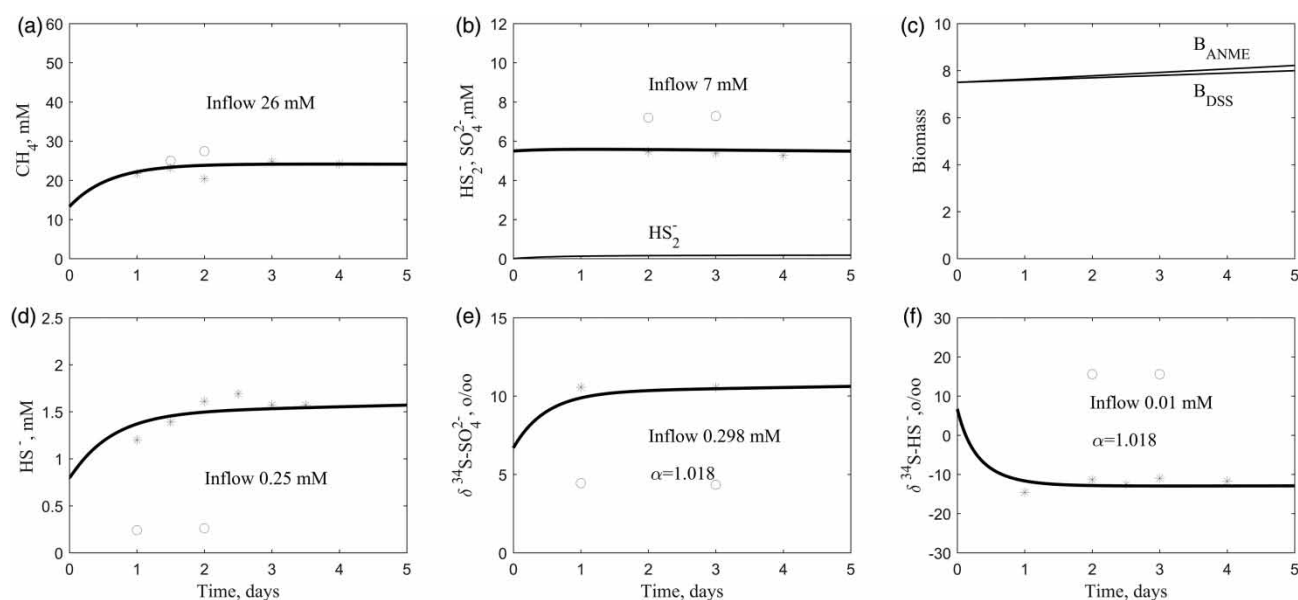 (a)
60
50
40
30
20
10
0
CH4, mM
Inflow 26 mM
0 1 2 3 4 5
(b)
12
10
8
6
4
2
0
HS2-, SO42-,mM
Inflow 7 mM
HS2-
0 1 2 3 4 5
(c)
10
8
6
4
2
0
Biomass
BANME
BDSS
0 1 2 3 4 5
(d)
2.5
2
1.5
1
0.5
0
HS-, mM
Inflow 0.25 mM
0 1 2 3 4 5
Time, days
(e)
15
10
5
0
δ 34S-SO42-, o/oo
Inflow 0.298 mM
α=1.018
0 1 2 3 4 5
Time, days
(f)
30
20
10
0
-10
-20
-30
δ 34S-HS-,o/oo
Inflow 0.01 mM
α=1.018
0 1 2 3 4 5
Time, days